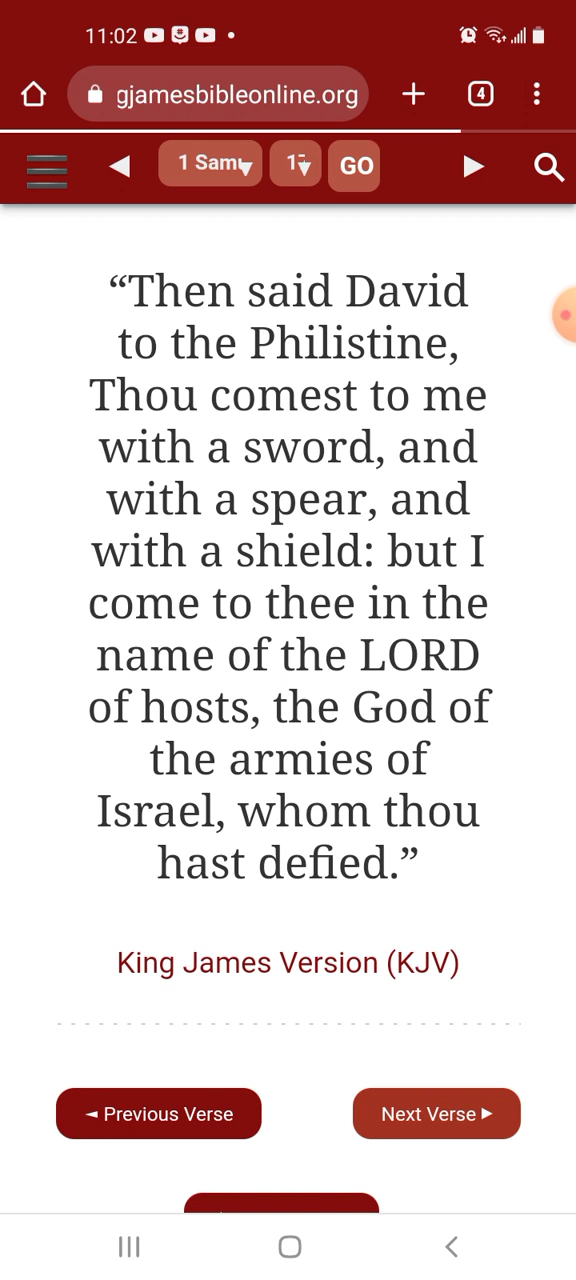 11:02
gjamesbibleonline.org
4
1 Sam
GO
“Then said David
to the Philistine,
Thou comest to me
with a sword, and
with a spear, and
with a shield: but I
come to thee in the
name of the LORD
of hosts, the God of
the armies of
Israel, whom thou
hast defied.”
King James Version (KJV)
◄ Previous Verse
Next Verse ►